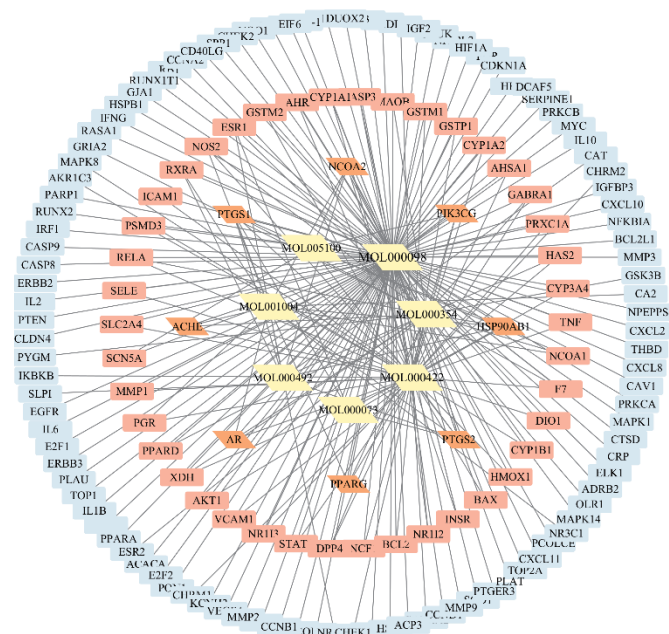 DUOX2
EIF6
IGF2
HIF1A
CDKN1A
DCAF5
SERPINE1
PRKCB
MYC
IL10
CAT
CHRM2
IGFBP3
CXCL10
NFKBIA
BCL2L1
MMP3
GSK3B
CA2
NPEPPS
CXCL2
THBD
CXCL8
CAV1
PRKCA
MAPK1
CTSD
CRP
ELK1
ADRB2
OLR1
MAPK14
NR3C1
PCOLCE
CXCL11
TOP2A
PLAT
PTGER3
MMP9
ACP3
CHEK1
CCNB1
MMP2
E2F2
ACACA
ESR2
PPARA
IL1B
TOP1
PLAU
ERBB3
E2F1
IL6
EGFR
SLPI
IKBKB
PYGM
CLDN4
PTEN
IL2
ERBB2
CASP8
CASP9
IRF1
RUNX2
PARP1
AKR1C3
MAPK8
GRIA2
RASA1
IFNG
HSPB1
GJA1
RUNX1T1
CD40LG
CYP1A1
MAOB
GSTM1
GSTP1
CYP1A2
AHSA1
GABRA1
PRXC1A
HAS2
CYP3A4
TNF
NCOA1
F7
DIO1
CYP1B1
HMOX1
BAX
INSR
NR1I2
BCL2
NCF
DPP4
STAT
NR1I3
VCAM1
AKT1
XDH
PPARD
PGR
MMP1
SCN5A
SLC2A4
SELE
RELA
PSMD3
ICAM1
RXRA
NOS2
ESR1
GSTM2
AHR
NCOA2
PIK3CG
HSP90AB1
PTGS2
PPARG
AR
ACHE
PTGS1
MOL005100
MOL000098
MOL001004
MOL000354
MOL000492
MOL000422
MOL000073